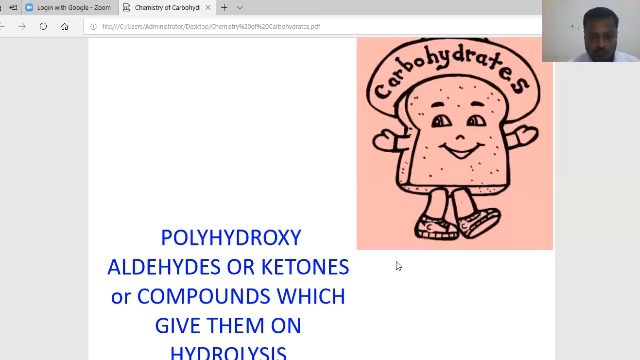 Login with Google - Zoom
Chemistry of Carbohydr
file:///C:/Users/Administrator/Desktop/Chemistry%20of%20Carbohydrates.pdf
Carbohydrates
POLYHYDROXY
ALDEHYDES OR KETONES
or COMPOUNDS WHICH
GIVE THEM ON
HYDROLYSIS